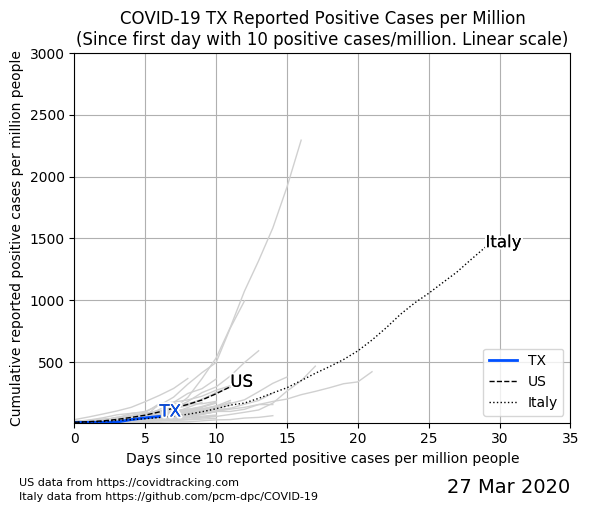 COVID-19 TX Reported Positive Cases per Million
(Since first day with 10 positive cases/million. Linear scale)
Cumulative reported positive cases per million people
3000
2500
2000
1500
1000
500
Italy
US
TX
TX
US
Italy
0 5 10 15 20 25 30 35
Days since 10 reported positive cases per million people
US data from https://covidtracking.com
Italy data from https://github.com/pcm-dpc/COVID-19
27 Mar 2020